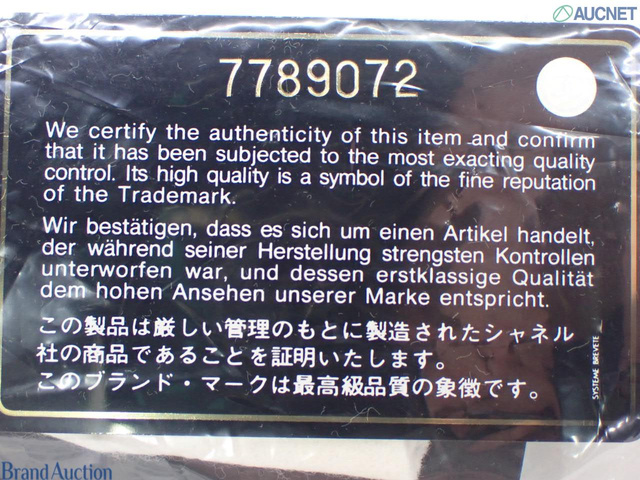 AUCNET
7789072
We certify the authenticity of this item and confirm
that it has been subjected to the most exacting quality
control. Its high quality is a symbol of the fine reputation
of the Trademark.
Wir bestätigen, dass es sich um einen Artikel handelt,
der während seiner Herstellung strengsten Kontrollen
unterworfen war, und dessen erstklassige Qualität
dem hohen Ansehen unserer Marke entspricht.
この製品は厳しい管理のもとに製造されたシャネル
社の商品であることを証明いたします。
このブランド・マークは最高級品質の象徴です。
SYSTEME BREVETE
Brand Auction